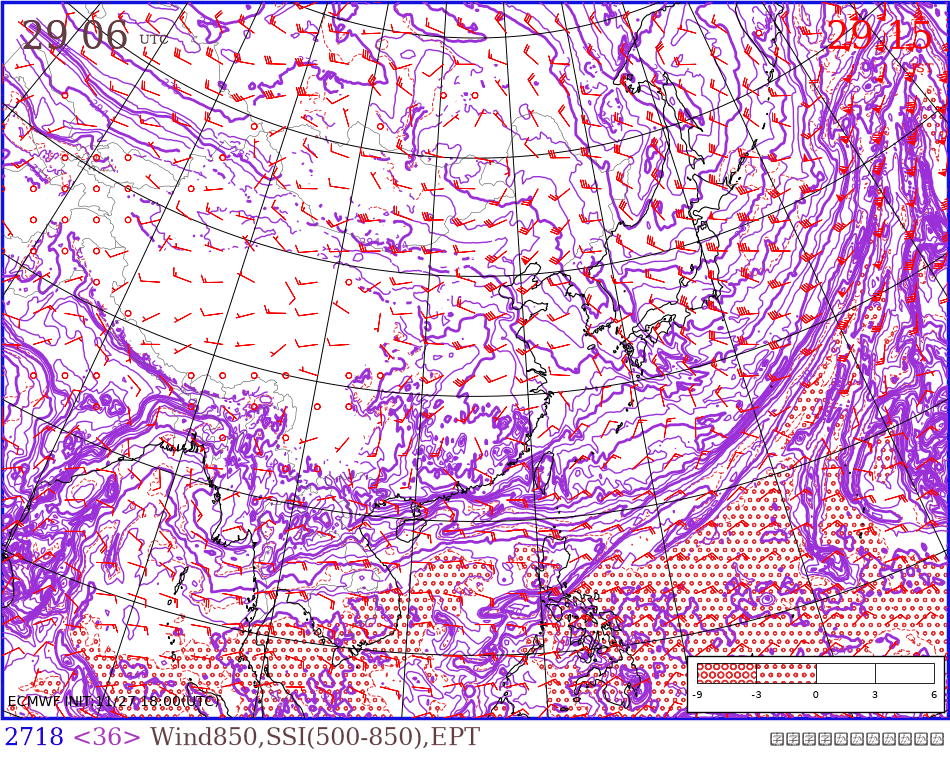 29 06 UTC 29 15
-9 -3 0 3 6
ECMWF INIT:11/27 18:00(UTC)
2718 <36> Wind850,SSI(500-850),EPT